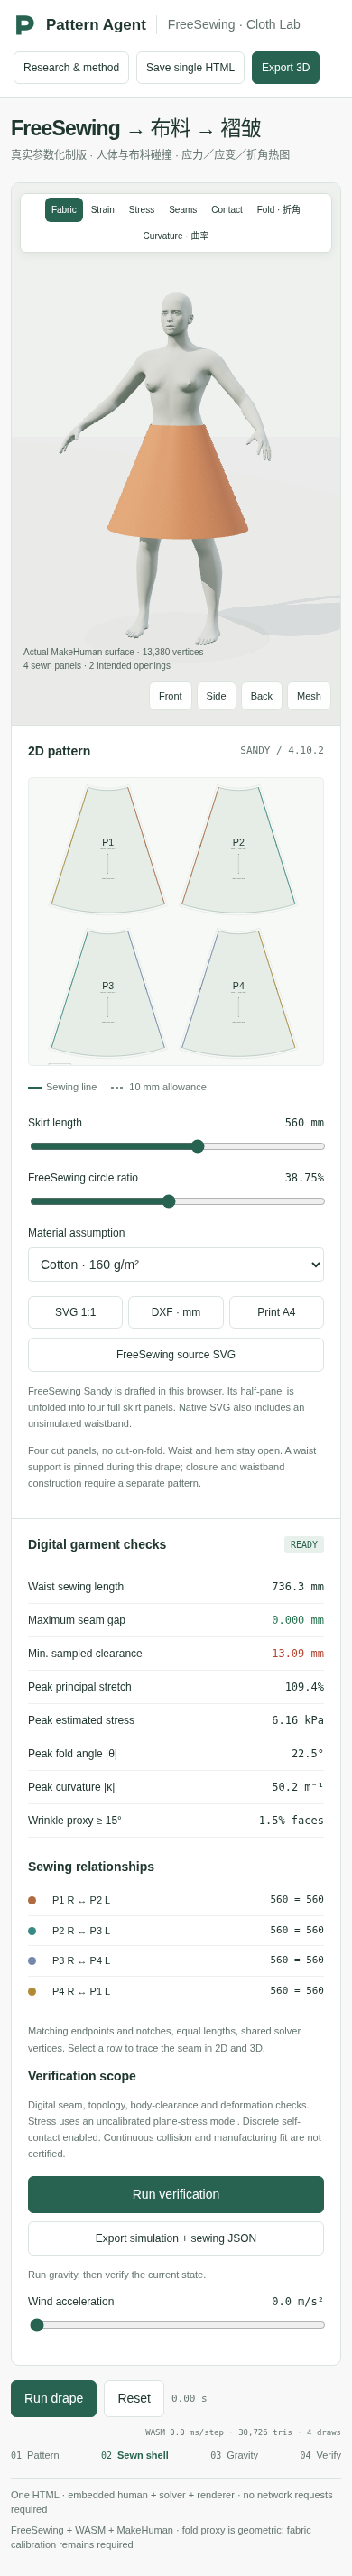 Pattern Agent
FreeSewing · Cloth Lab
Research & method
Save single HTML
Export 3D
FreeSewing → 布料 → 褶皱
真实参数化制版 · 人体与布料碰撞 · 应力／应变／折角热图
Fabric
Strain
Stress
Seams
Contact
Fold · 折角
Curvature · 曲率
Actual MakeHuman surface · 13,380 vertices
4 sewn panels · 2 intended openings
Front
Side
Back
Mesh
2D pattern
SANDY / 4.10.2
P1
P2
P3
P4
Sewing line
10 mm allowance
Skirt length
560 mm
FreeSewing circle ratio
38.75%
Material assumption
Cotton · 160 g/m²
SVG 1:1
DXF · mm
Print A4
FreeSewing source SVG
FreeSewing Sandy is drafted in this browser. Its half-panel is
unfolded into four full skirt panels. Native SVG also includes an
unsimulated waistband.
Four cut panels, no cut-on-fold. Waist and hem stay open. A waist
support is pinned during this drape; closure and waistband
construction require a separate pattern.
Digital garment checks
READY
Waist sewing length
736.3 mm
Maximum seam gap
0.000 mm
Min. sampled clearance
-13.09 mm
Peak principal stretch
109.4%
Peak estimated stress
6.16 kPa
Peak fold angle |θ|
22.5°
Peak curvature |κ|
50.2 m⁻¹
Wrinkle proxy ≥ 15°
1.5% faces
Sewing relationships
P1 R ↔ P2 L
560 = 560
P2 R ↔ P3 L
560 = 560
P3 R ↔ P4 L
560 = 560
P4 R ↔ P1 L
560 = 560
Matching endpoints and notches, equal lengths, shared solver
vertices. Select a row to trace the seam in 2D and 3D.
Verification scope
Digital seam, topology, body-clearance and deformation checks.
Stress uses an uncalibrated plane-stress model. Discrete self-
contact enabled. Continuous collision and manufacturing fit are not
certified.
Run verification
Export simulation + sewing JSON
Run gravity, then verify the current state.
Wind acceleration
0.0 m/s²
Run drape
Reset
0.00 s
WASM 0.0 ms/step · 30,726 tris · 4 draws
01 Pattern
02 Sewn shell
03 Gravity
04 Verify
One HTML · embedded human + solver + renderer · no network requests
required
FreeSewing + WASM + MakeHuman · fold proxy is geometric; fabric
calibration remains required